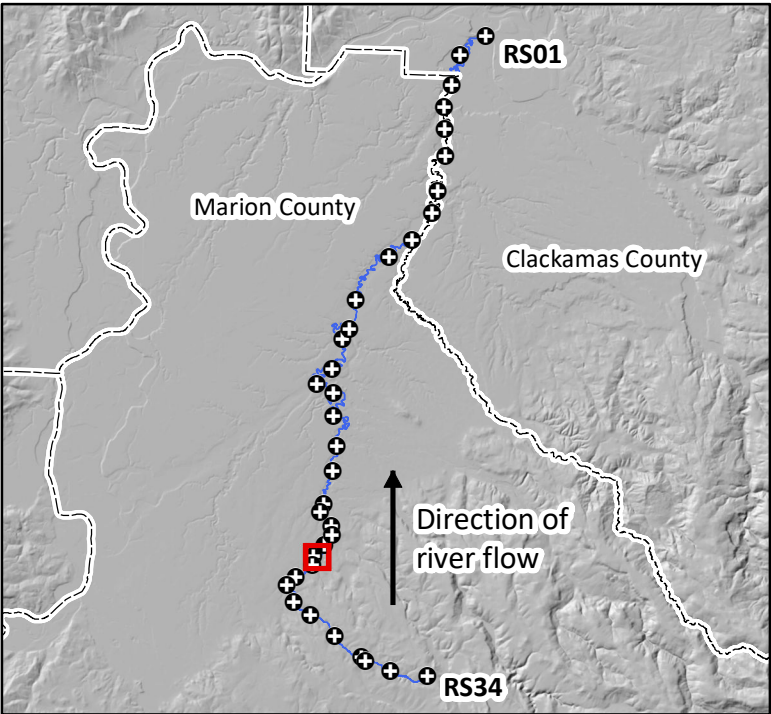 RS01
Marion County
Clackamas County
Direction of
river flow
RS34